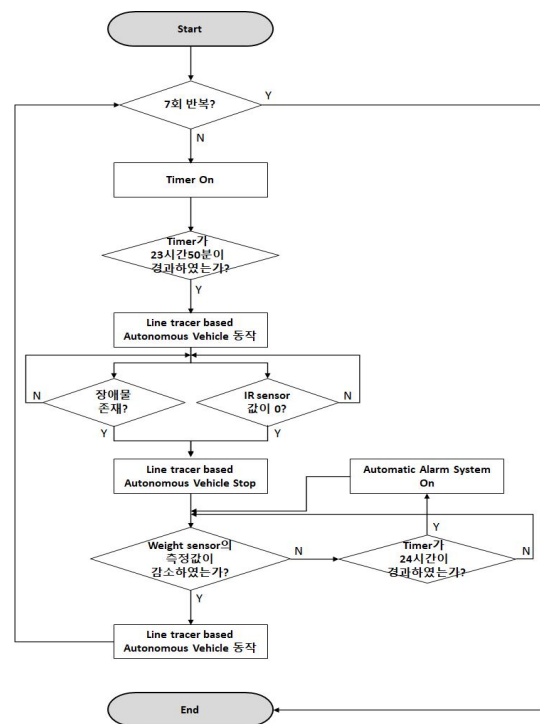 Start
7회 반복?
Y
N
Timer On
Timer가
23시간50분이
경과하였는가?
Y
Line tracer based
Autonomous Vehicle 동작
N
장애물
존재?
IR sensor
값이 0?
N
Y
Y
Line tracer based
Autonomous Vehicle Stop
Automatic Alarm System
On
Weight sensor의
측정값이
감소하였는가?
N
Y
Timer가
24시간이
경과하였는가?
N
Y
Line tracer based
Autonomous Vehicle 동작
End